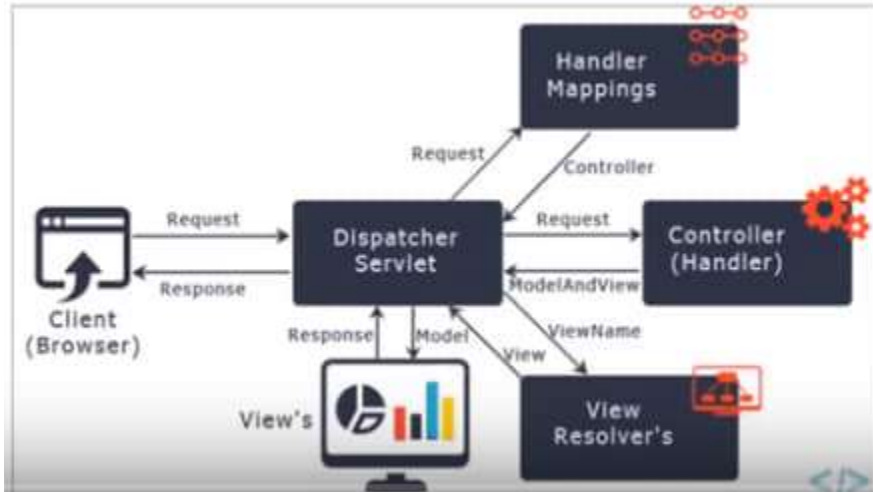 Handler
Mappings
Request
Controller
Request
Dispatcher
Servlet
Request
Controller
(Handler)
Response
ModelAndView
Client
(Browser)
Response
Model
View
ViewName
View's
View
Resolver's
</>